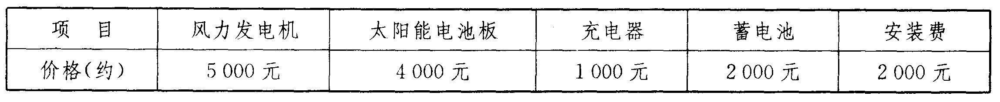 项 目 风力发电机 太阳能电池板 充电器 蓄电池 安装费
价格(约) 5 000 元 4 000 元 1 000 元 2 000 元 2 000 元